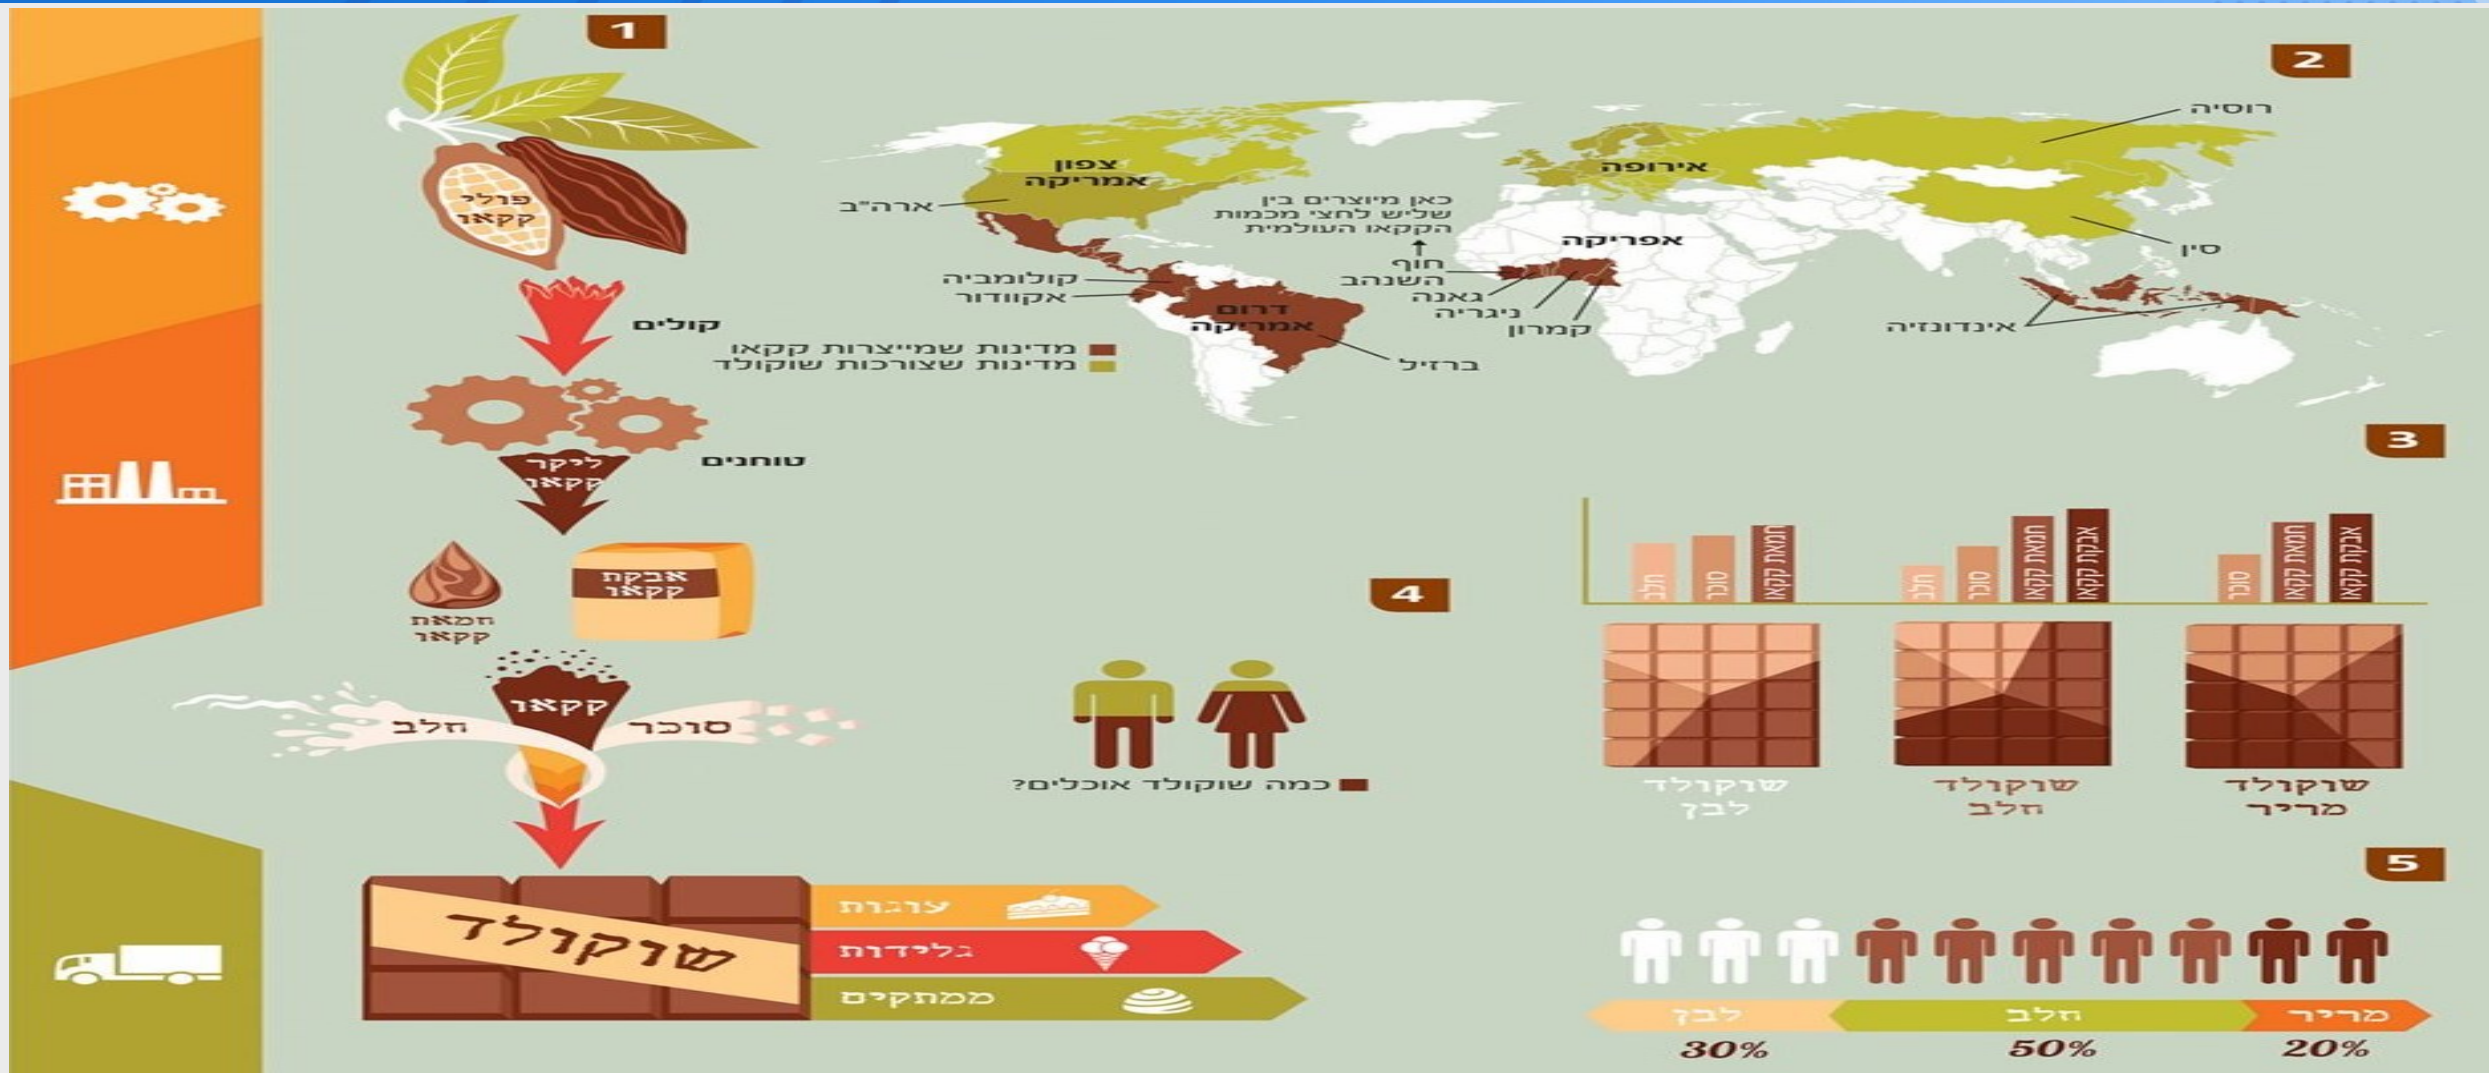 1
פולי
קקאו
קולים
טוחנים
ליקר
קקאו
חמאת
קקאו
אבקת
קקאו
חלב
קקאו
סוכר
שוקולד
עוגות
גלידות
ממתקים
2
רוסיה
צפון
אמריקה
ארה"ב
אירופה
כאן מיוצרים בין
שליש לחצי מכמות
הקקאו העולמית
אפריקה
סין
חוף
השנהב
גאנה
ניגריה
קמרון
קולומביה
אקוודור
דרום
אמריקה
ברזיל
אינדונזיה
מדינות שמייצרות קקאו
מדינות שצורכות שוקולד
3
אבקת קקאו
חמאת קקאו
סוכר
אבקת קקאו
חמאת קקאו
סוכר
חלב
חמאת קקאו
סוכר
חלב
שוקולד
מריר
שוקולד
חלב
שוקולד
לבן
4
כמה שוקולד אוכלים?
5
מריר
חלב
לבן
20%
50%
30%